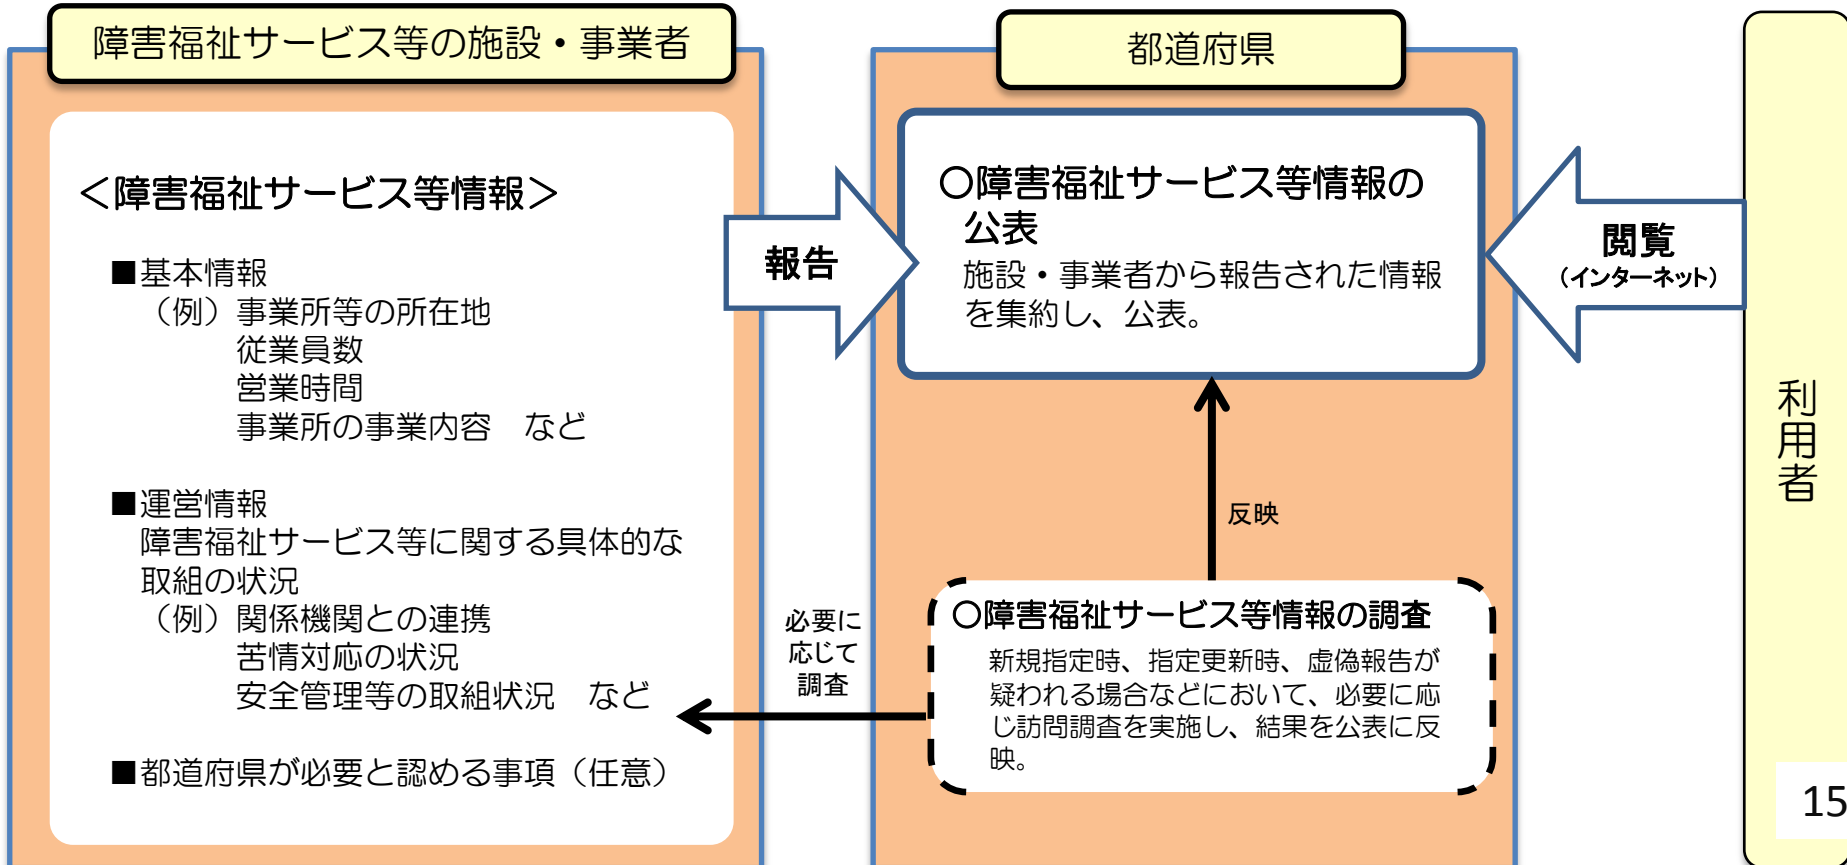 障害福祉サービス等の施設・事業者
＜障害福祉サービス等情報＞
■基本情報
（例）事業所等の所在地
従業員数
営業時間
事業所の事業内容　など
■運営情報
障害福祉サービス等に関する具体的な
取組の状況
（例）関係機関との連携
苦情対応の状況
安全管理等の取組状況　など
■都道府県が必要と認める事項（任意）
報告
必要に
応じて
調査
都道府県
○障害福祉サービス等情報の
公表
施設・事業者から報告された情報
を集約し、公表。
反映
○障害福祉サービス等情報の調査
新規指定時、指定更新時、虚偽報告が
疑われる場合などにおいて、必要に応
じ訪問調査を実施し、結果を公表に反
映。
閲覧
（インターネット）
利用者
15